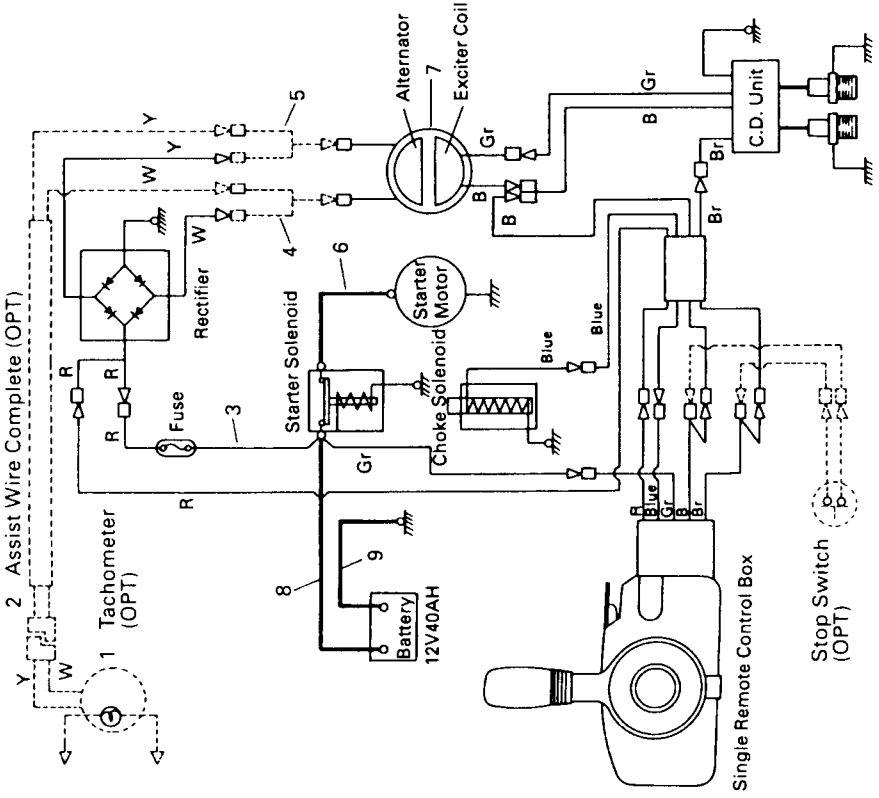 2 Assist Wire Complete (OPT)
1 Tachometer
(OPT)
Y
W
Y
Y
W
W
5
4
Rectifier
R
R
R
R
Fuse
3
Alternator
7
Exciter Coil
Gr
B
B
Gr
B
6
Starter
Motor
Starter Solenoid
Choke Solenoid
Blue
Blue
Gr
8
9
Battery
12V40AH
C.D. Unit
Br
Br
R
Blue
Gr
B
Br
Single Remote Control Box
Stop Switch
(OPT)